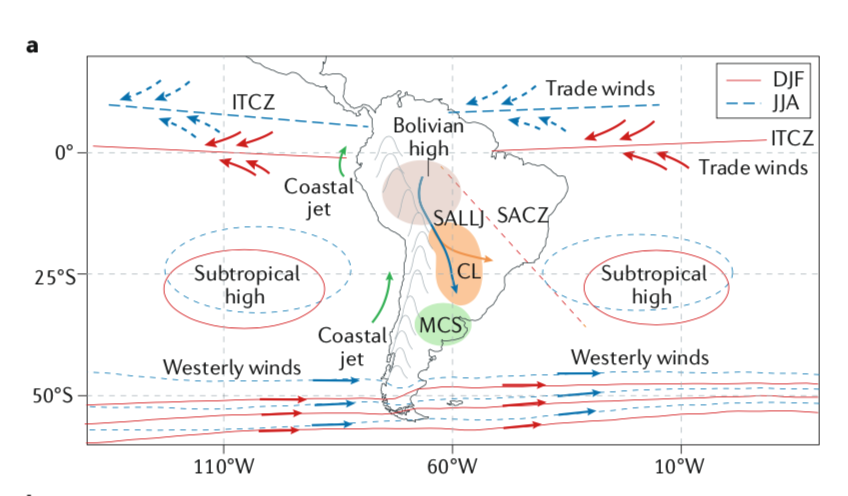 a
DJF
JJA
ITCZ
Trade winds
Bolivian
high
ITCZ
0°
Trade winds
Coastal
jet
SALLJ
SACZ
Subtropical
high
25°S
CL
Subtropical
high
MCS
Coastal
jet
Westerly winds
Westerly winds
50°S
110°W
60°W
10°W